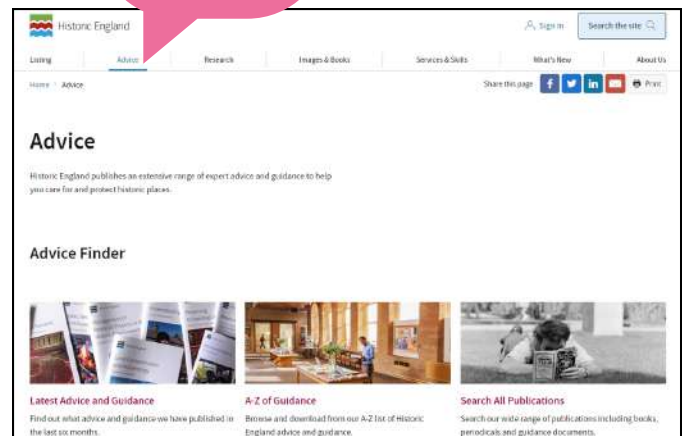 Historic England
Sign in
Search the site
Listing
Advice
Research
Images & Books
Services & Skills
What's New
About Us
Home / Advice
Share this page
Print
Advice
Historic England publishes an extensive range of expert advice and guidance to help
you care for and protect historic places.
Advice Finder
Latest Advice and Guidance
Find out what advice and guidance we have published in
the last six months.
A-Z of Guidance
Browse and download from our A-Z list of Historic
England advice and guidance.
Search All Publications
Search our wide range of publications including books,
periodicals and guidance documents.